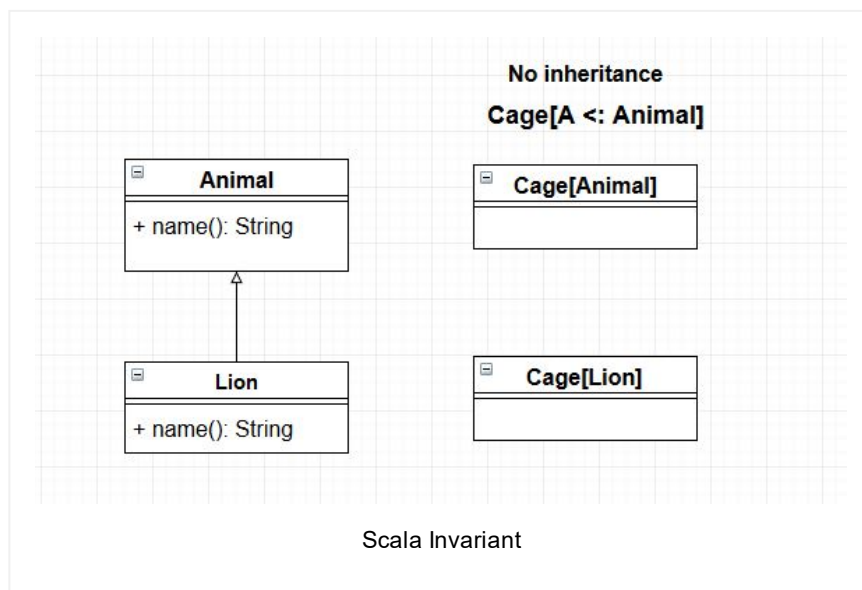 No inheritance
Cage[A <: Animal]
Animal
+ name(): String
Cage[Animal]
Lion
+ name(): String
Cage[Lion]
Scala Invariant